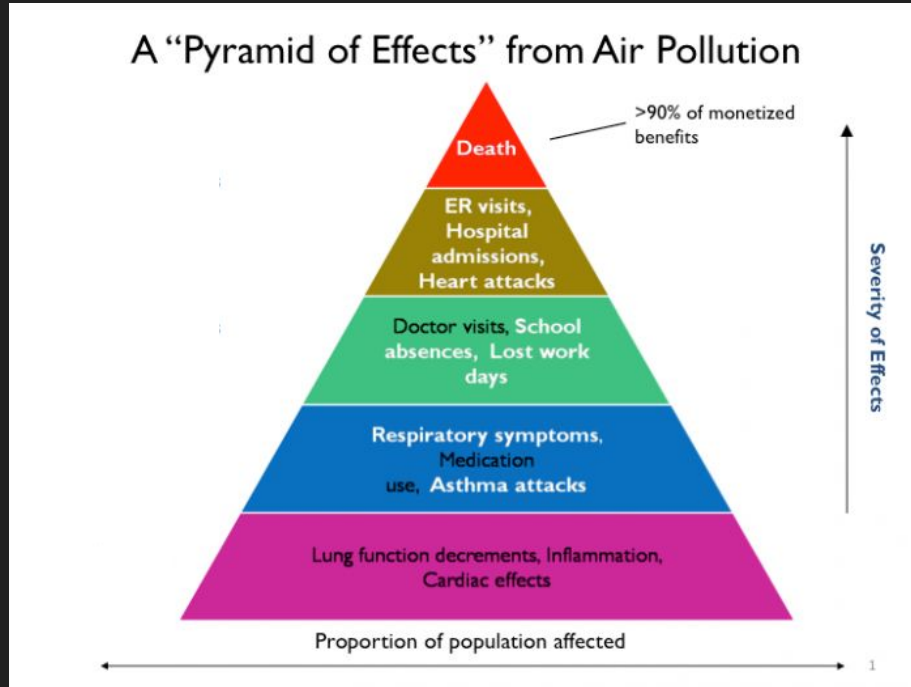 A “Pyramid of Effects” from Air Pollution
>90% of monetized
benefits
Death
ER visits,
Hospital
admissions,
Heart attacks
Doctor visits, School
absences, Lost work
days
Respiratory symptoms,
Medication
use, Asthma attacks
Lung function decrements, Inflammation,
Cardiac effects
Severity of Effects
Proportion of population affected
1